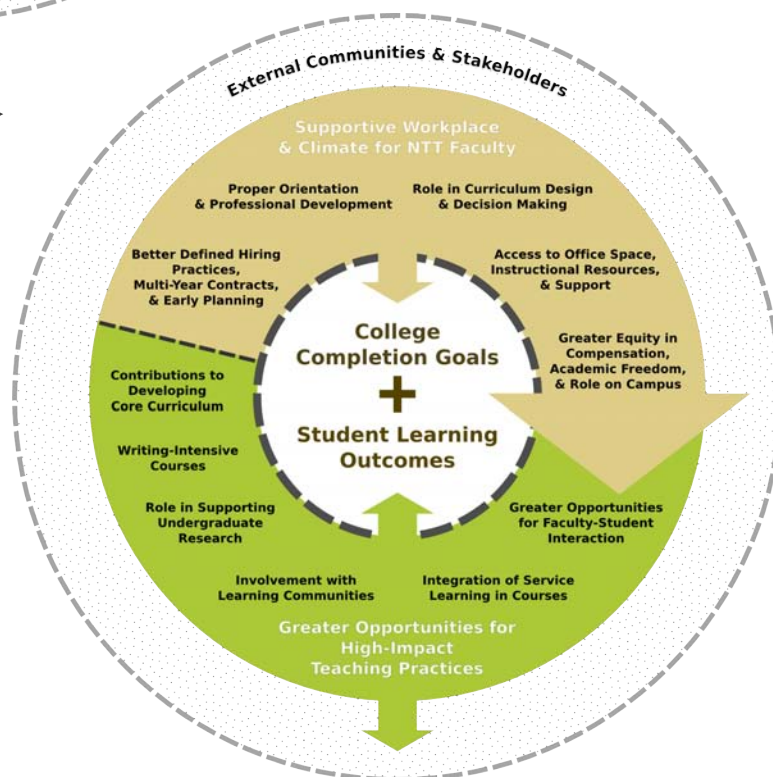 External Communities & Stakeholders
Supportive Workplace
& Climate for NTT Faculty
Proper Orientation
& Professional Development
Role in Curriculum Design
& Decision Making
Better Defined Hiring
Practices,
Multi-Year Contracts,
& Early Planning
Access to Office Space,
Instructional Resources,
& Support
Greater Equity in
Compensation,
Academic Freedom,
& Role on Campus
College
Completion Goals
+
Student Learning
Outcomes
Contributions to
Developing
Core Curriculum
Writing-Intensive
Courses
Role in Supporting
Undergraduate
Research
Involvement with
Learning Communities
Integration of Service
Learning in Courses
Greater Opportunities
for Faculty-Student
Interaction
Greater Opportunities for
High-Impact
Teaching Practices